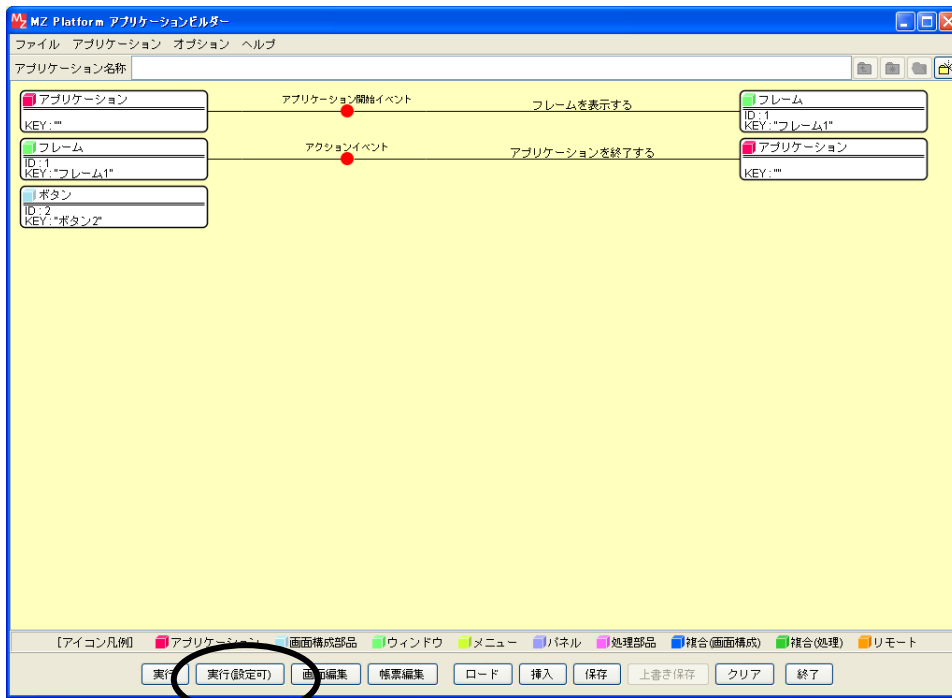 MZ Platform アプリケーションビルダー
ファイル アプリケーション オプション ヘルプ
アプリケーション名称
アプリケーション アプリケーション開始イベント フレームを表示する フレーム
KEY:"" ID:1
KEY:"フレーム1"
フレーム アクションイベント アプリケーションを終了する アプリケーション
ID:1
KEY:"フレーム1" KEY:""
ボタン
ID:2
KEY:"ボタン2"
[アイコン凡例] アプリケーション 画面構成部品 ウィンドウ メニュー パネル 処理部品 複合(画面構成) 複合(処理) リモート
実行 実行(設定可) 画面編集 帳票編集 ロード 挿入 保存 上書き保存 クリア 終了